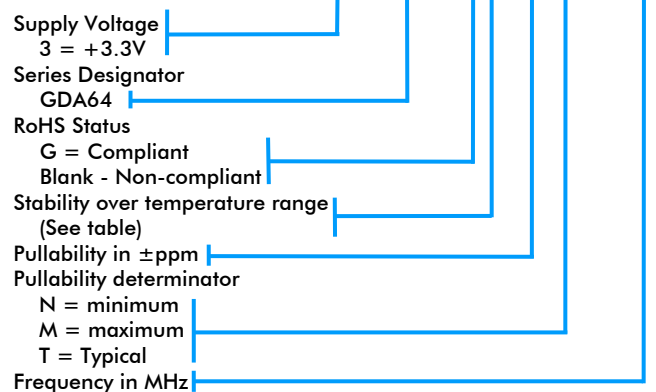 Supply Voltage
3 = +3.3V
Series Designator
GDA64
RoHS Status
G = Compliant
Blank - Non-compliant
Stability over temperature range
(See table)
Pullability in ±ppm
Pullability determinator
N = minimum
M = maximum
T = Typical
Frequency in MHz